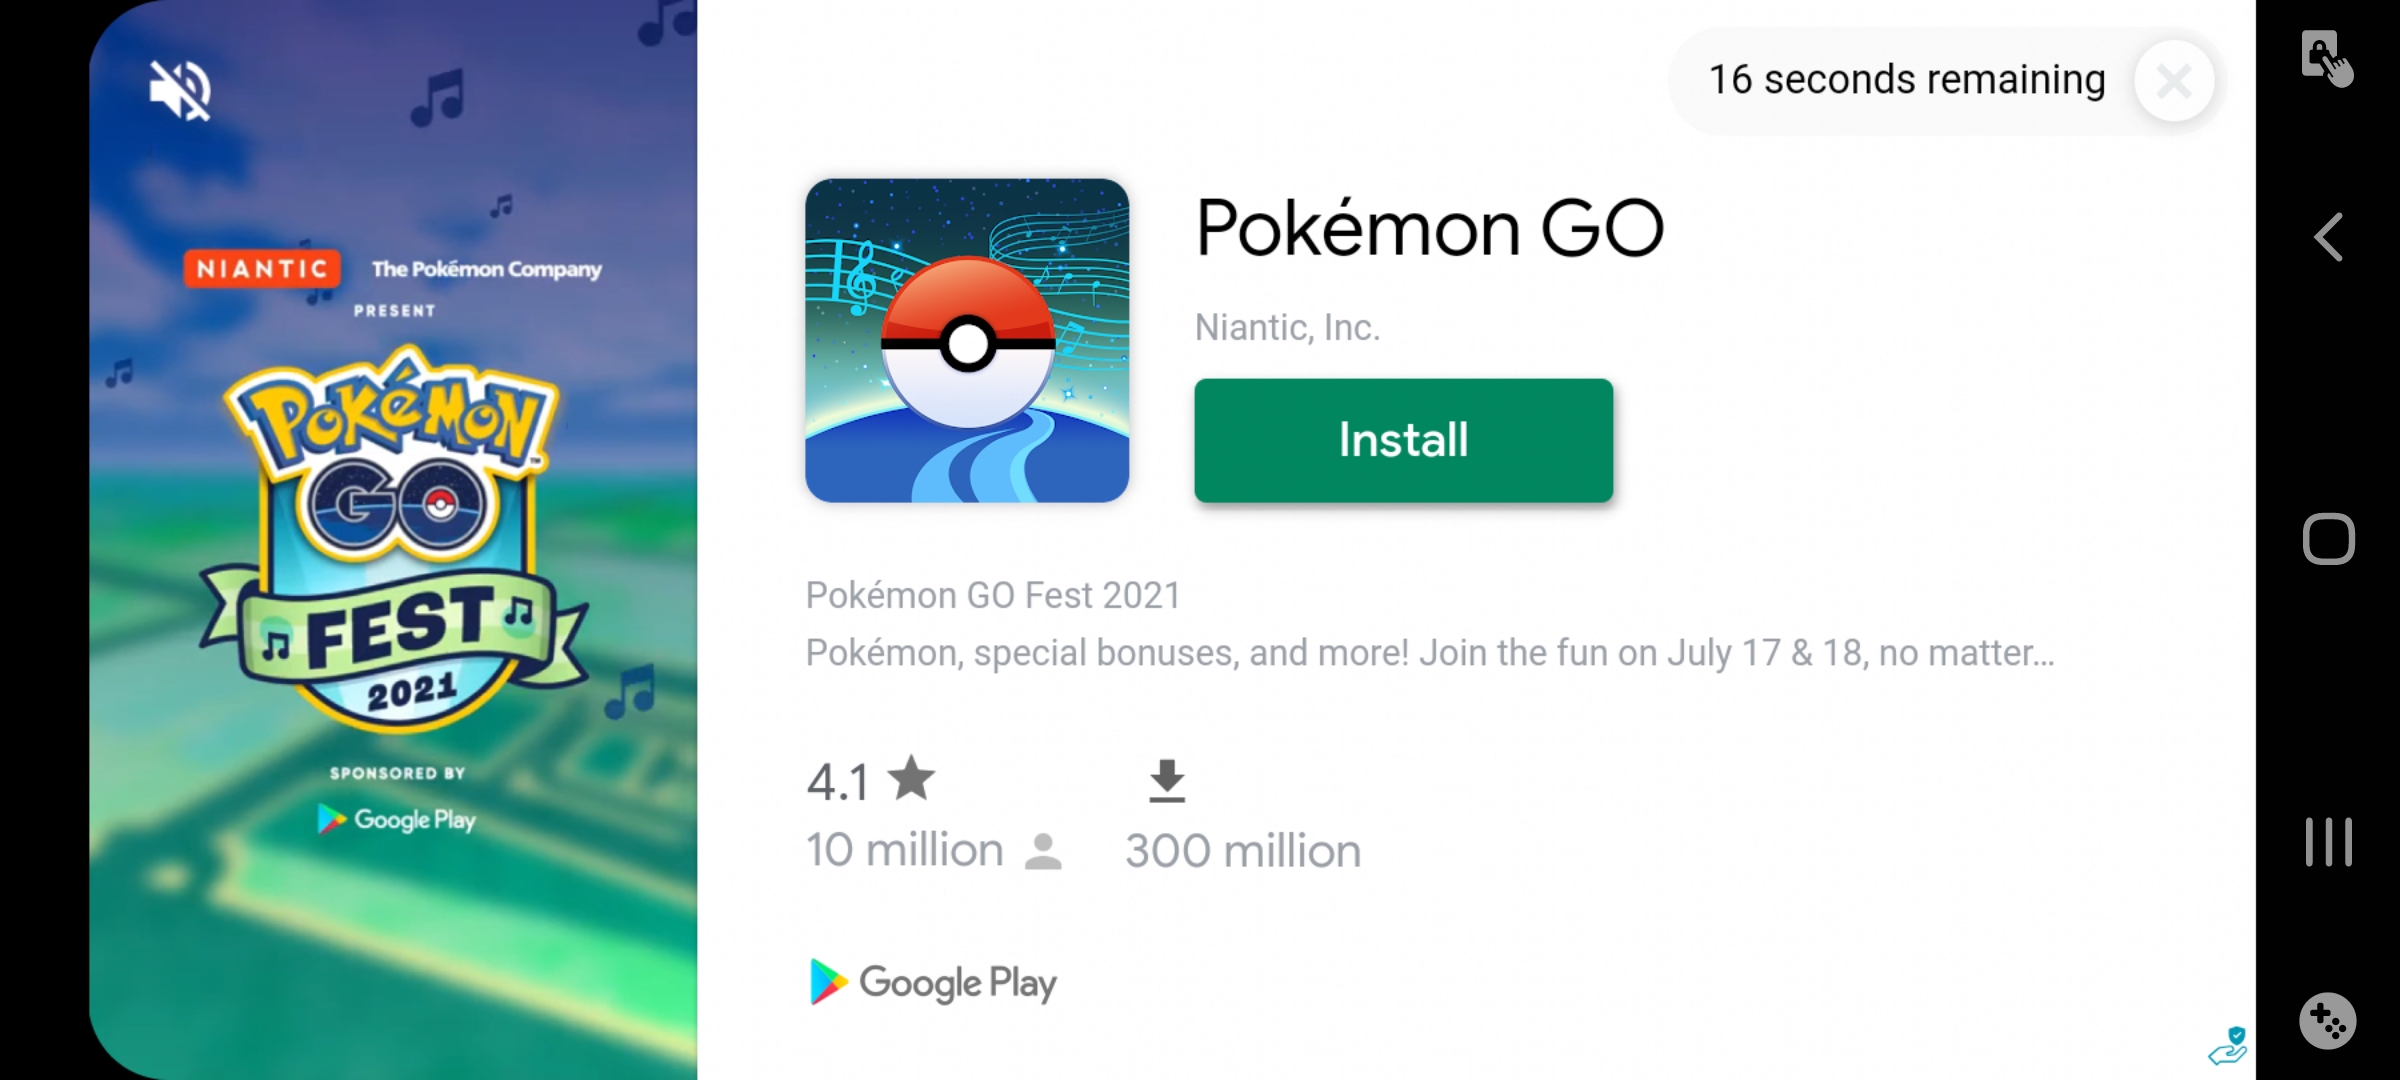 NIANTIC The Pokémon Company
PRESENT
POKéMON™
GO
FEST
2021
SPONSORED BY
Google Play
16 seconds remaining
Pokémon GO
Niantic, Inc.
Install
Pokémon GO Fest 2021
Pokémon, special bonuses, and more! Join the fun on July 17 & 18, no matter...
4.1
10 million 300 million
Google Play